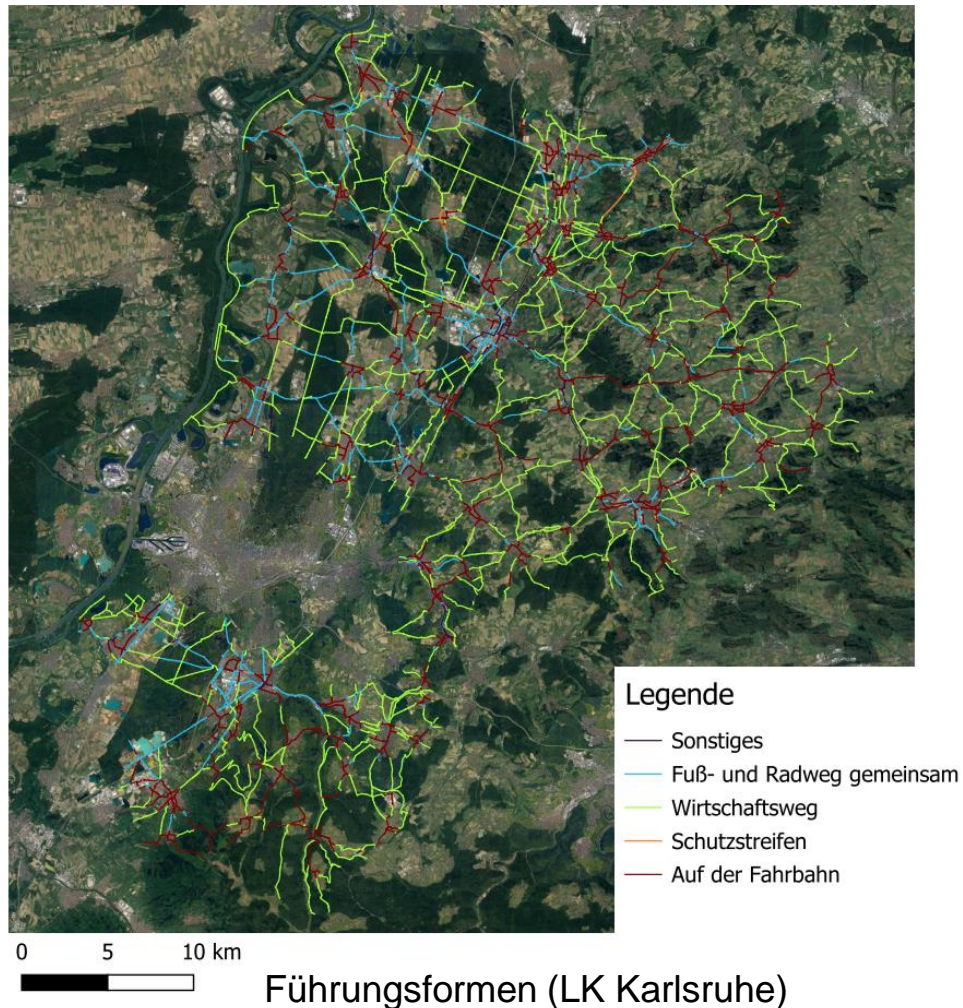 Legende
Sonstiges
Fuß- und Radweg gemeinsam
Wirtschaftsweg
Schutzstreifen
Auf der Fahrbahn
0 5 10 km
Führungsformen (LK Karlsruhe)